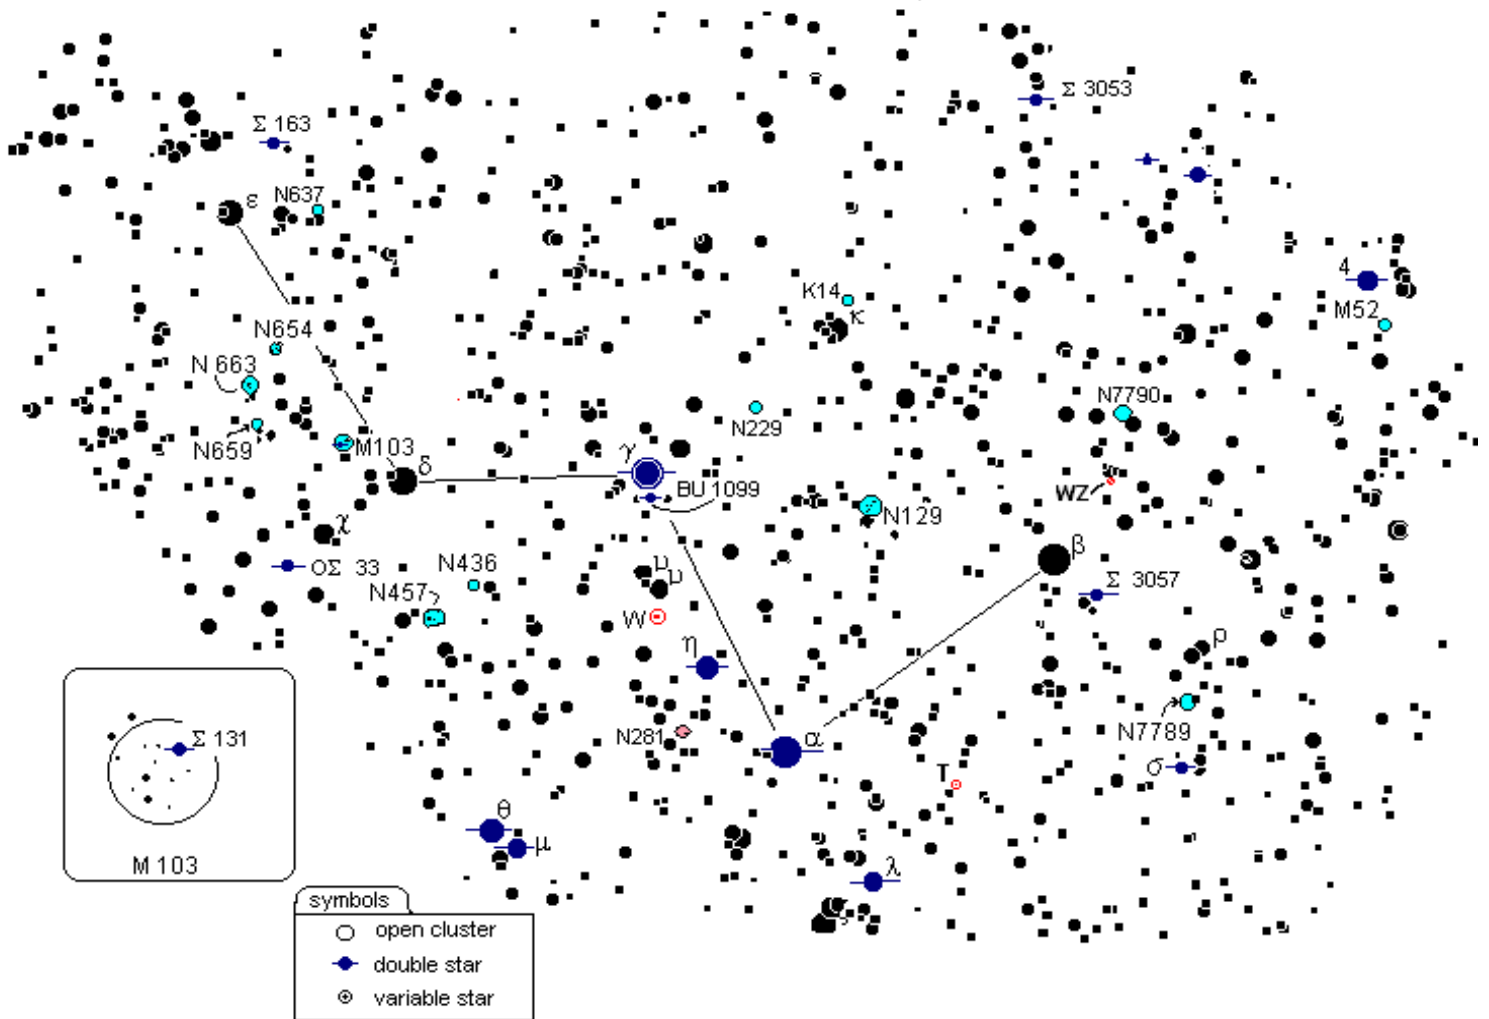 Σ 3053
Σ 163
ε
N637
4
K14
κ
M52
N654
N 663
N7790
N229
N659
M103
γ
δ
BU 1099
WZ
N129
χ
β
OΣ 33
N436
υ
υ
N457
Σ 3057
W
η
ρ
N281
α
N7789
Σ 131
σ
T
θ
μ
λ
M 103
symbols
open cluster
double star
variable star